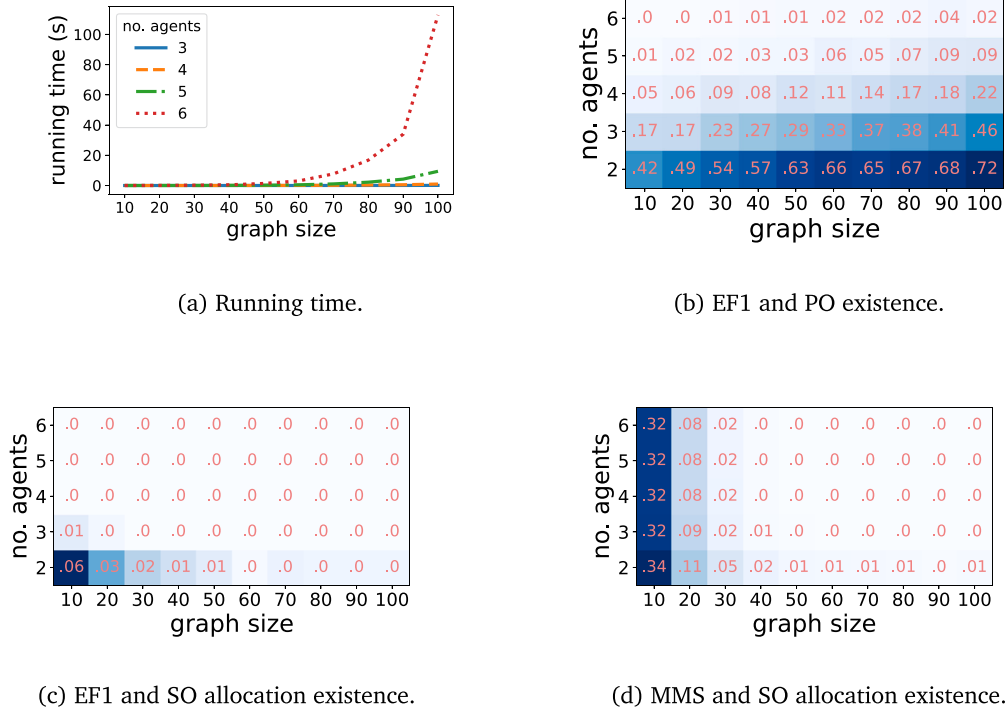 running time (s)
100
80
60
40
20
0
no. agents
3
4
5
6
10 20 30 40 50 60 70 80 90 100
graph size
(a) Running time.
no. agents
6 .0 .0 .01 .01 .02 .02 .02 .04 .02
5 .01 .02 .02 .03 .03 .06 .05 .07 .09 .09
4 .05 .06 .09 .08 .12 .11 .14 .17 .18 .22
3 .17 .17 .23 .27 .29 .33 .37 .38 .41 .46
2 .42 .49 .54 .57 .63 .66 .65 .67 .68 .72
10 20 30 40 50 60 70 80 90 100
graph size
(b) EF1 and PO existence.
no. agents
6 .0 .0 .0 .0 .0 .0 .0 .0 .0 .0
5 .0 .0 .0 .0 .0 .0 .0 .0 .0 .0
4 .0 .0 .0 .0 .0 .0 .0 .0 .0 .0
3 .01 .0 .0 .0 .0 .0 .0 .0 .0 .0
2 .06 .03 .02 .01 .01 .0 .0 .0 .0 .0
10 20 30 40 50 60 70 80 90 100
graph size
(c) EF1 and SO allocation existence.
no. agents
6 .32 .08 .02 .0 .0 .0 .0 .0 .0 .0
5 .32 .08 .02 .0 .0 .0 .0 .0 .0 .0
4 .32 .08 .02 .0 .0 .0 .0 .0 .0 .0
3 .32 .09 .02 .01 .0 .0 .0 .0 .0 .0
2 .34 .11 .05 .02 .01 .01 .01 .01 .0 .01
10 20 30 40 50 60 70 80 90 100
graph size
(d) MMS and SO allocation existence.